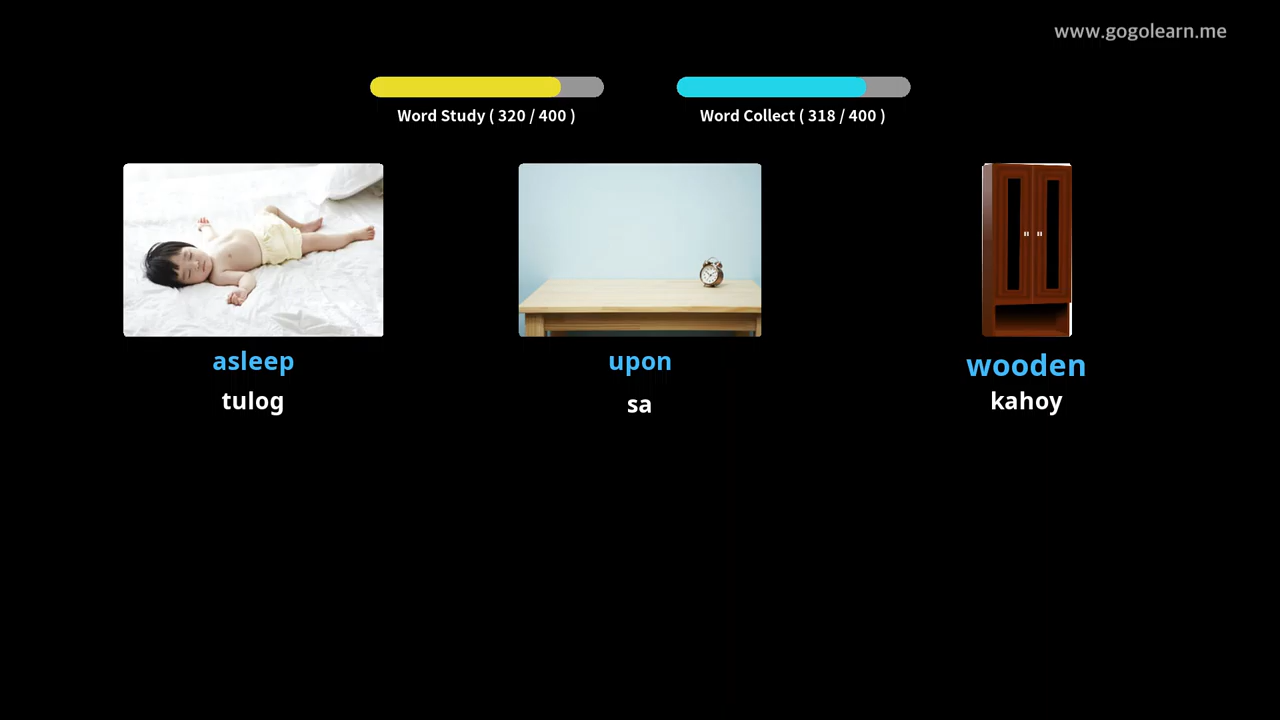 www.gogolearn.me
Word Study ( 320 / 400 )
Word Collect ( 318 / 400 )
asleep
tulog
upon
sa
wooden
kahoy